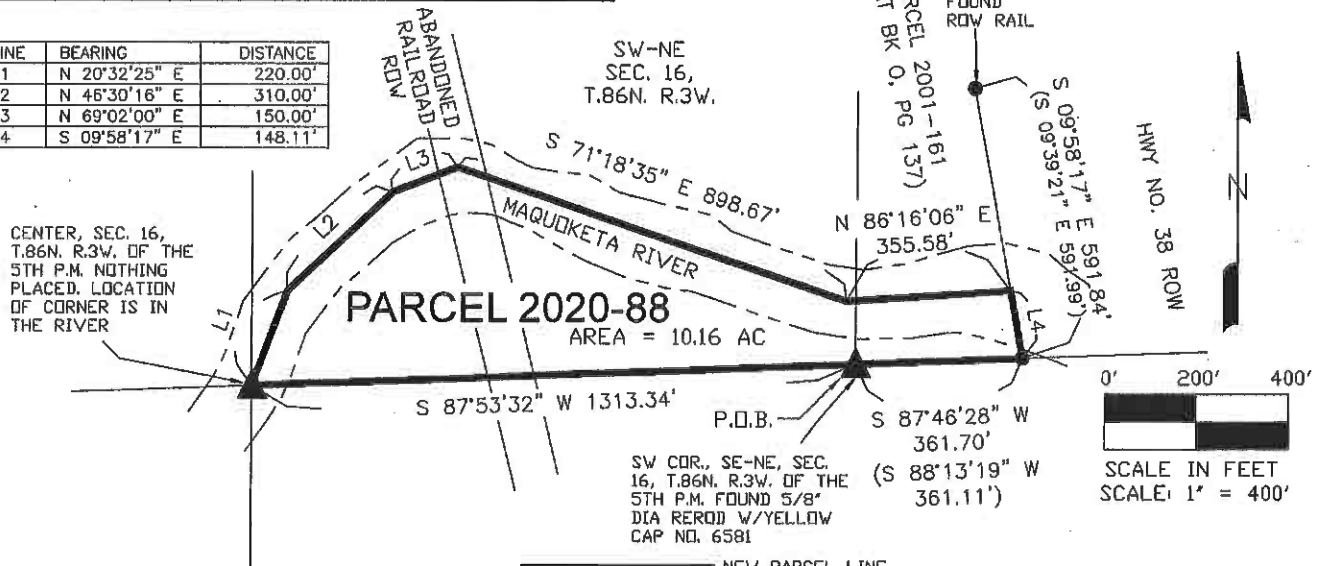 INE BEARING DISTANCE
1 N 20°32'25" E 220.00'
2 N 46°30'16" E 310.00'
3 N 69°02'00" E 150.00'
4 S 09°58'17" E 148.11'
ABANDONED
RAILROAD
ROW
SW-NE
SEC. 16,
T.86N. R.3W.
RCEL 2001-161
T BK O, PG 137)
FOUND
ROW RAIL
S 09°58'17" E 591.84'
(S 09°39'21" E 591.99')
HWY NO. 38 ROW
N
CENTER, SEC. 16,
T.86N. R.3W. OF THE
5TH P.M. NOTHING
PLACED. LOCATION
OF CORNER IS IN
THE RIVER
L1
L2
L3
S 71°18'35" E 898.67'
MAQUOKETA RIVER
N 86°16'06" E
355.58'
L4
PARCEL 2020-88
AREA = 10.16 AC
S 87°53'32" W 1313.34'
P.O.B.
S 87°46'28" W
361.70'
(S 88°13'19" W
361.11')
SW COR., SE-NE, SEC.
16, T.86N. R.3W. OF THE
5TH P.M. FOUND 5/8"
DIA REROD W/YELLOW
CAP NO. 6581
0' 200' 400'
SCALE IN FEET
SCALE: 1" = 400'
NEW PARCEL LINE